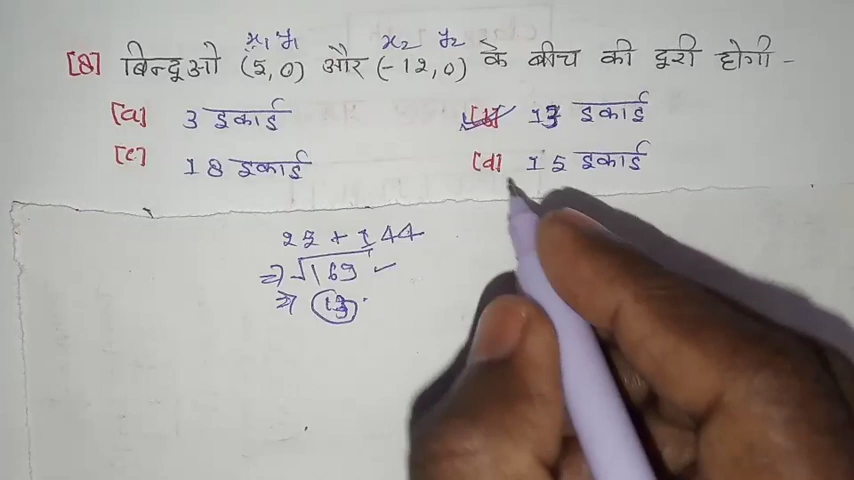 x₁ y₁ x₂ y₂
[8] बिन्दूओ (5,0) और (-12,0) के बीच की दूरी होगी -
[a] 3 इकाई [b] 13 इकाई
[c] 18 इकाई [d] 15 इकाई
25 + 144
⇒ √169 ✓
⇒ 13